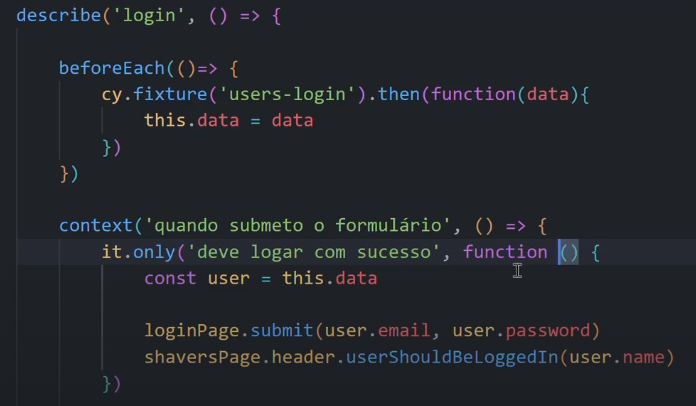 describe('login', () => {
beforeEach(()=> {
cy.fixture('users-login').then(function(data){
this.data = data
})
})
context('quando submeto o formulário', () => {
it.only('deve logar com sucesso', function () {
const user = this.data
loginPage.submit(user.email, user.password)
shaversPage.header.userShouldBeLoggedIn(user.name)
})